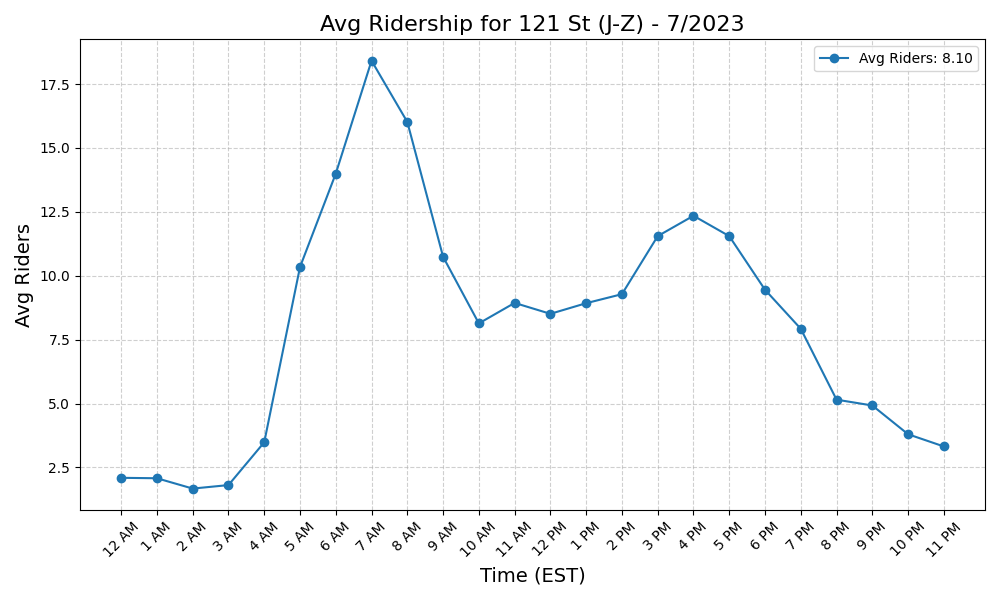 Avg Ridership for 121 St (J-Z) - 7/2023
Avg Riders: 8.10
Avg Riders
17.5
15.0
12.5
10.0
7.5
5.0
2.5
12 AM
1 AM
2 AM
3 AM
4 AM
5 AM
6 AM
7 AM
8 AM
9 AM
10 AM
11 AM
12 PM
1 PM
2 PM
3 PM
4 PM
5 PM
6 PM
7 PM
8 PM
9 PM
10 PM
11 PM
Time (EST)